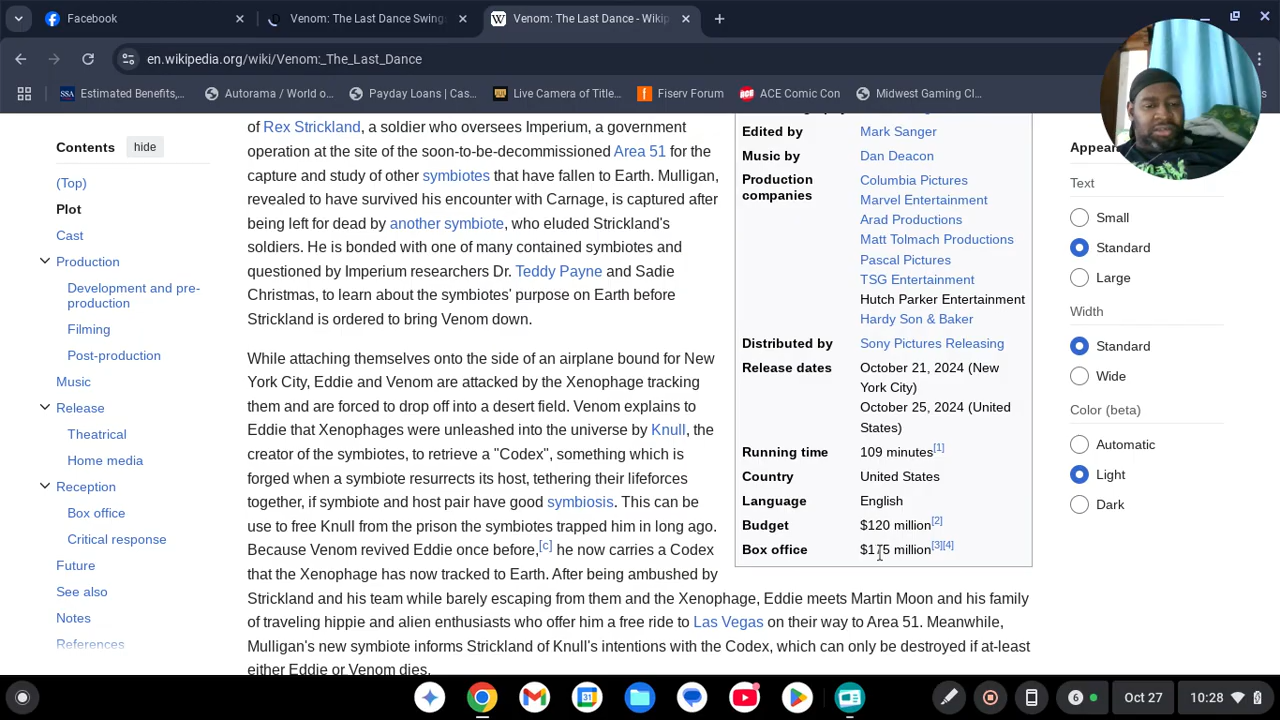 Facebook
Venom: The Last Dance Swing
Venom: The Last Dance - Wikip
en.wikipedia.org/wiki/Venom:_The_Last_Dance
Estimated Benefits,...
Autorama / World o...
Payday Loans | Cas...
Live Camera of Title...
Fiserv Forum
ACE Comic Con
Midwest Gaming Cl...
Contents
hide
(Top)
Plot
Cast
Production
Development and pre-
production
Filming
Post-production
Music
Release
Theatrical
Home media
Reception
Box office
Critical response
Future
See also
Notes
References
of Rex Strickland, a soldier who oversees Imperium, a government
operation at the site of the soon-to-be-decommissioned Area 51 for the
capture and study of other symbiotes that have fallen to Earth. Mulligan,
revealed to have survived his encounter with Carnage, is captured after
being left for dead by another symbiote, who eluded Strickland's
soldiers. He is bonded with one of many contained symbiotes and
questioned by Imperium researchers Dr. Teddy Payne and Sadie
Christmas, to learn about the symbiotes' purpose on Earth before
Strickland is ordered to bring Venom down.
While attaching themselves onto the side of an airplane bound for New
York City, Eddie and Venom are attacked by the Xenophage tracking
them and are forced to drop off into a desert field. Venom explains to
Eddie that Xenophages were unleashed into the universe by Knull, the
creator of the symbiotes, to retrieve a "Codex", something which is
forged when a symbiote resurrects its host, tethering their lifeforces
together, if symbiote and host pair have good symbiosis. This can be
use to free Knull from the prison the symbiotes trapped him in long ago.
Because Venom revived Eddie once before,[c] he now carries a Codex
that the Xenophage has now tracked to Earth. After being ambushed by
Strickland and his team while barely escaping from them and the Xenophage, Eddie meets Martin Moon and his family
of traveling hippie and alien enthusiasts who offer him a free ride to Las Vegas on their way to Area 51. Meanwhile,
Mulligan's new symbiote informs Strickland of Knull's intentions with the Codex, which can only be destroyed if at-least
either Eddie or Venom dies.
Edited by Mark Sanger
Music by Dan Deacon
Production Columbia Pictures
companies Marvel Entertainment
Arad Productions
Matt Tolmach Productions
Pascal Pictures
TSG Entertainment
Hutch Parker Entertainment
Hardy Son & Baker
Distributed by Sony Pictures Releasing
Release dates October 21, 2024 (New
York City)
October 25, 2024 (United
States)
Running time 109 minutes[1]
Country United States
Language English
Budget $120 million[2]
Box office $175 million[3][4]
Appea
Text
Small
Standard
Large
Width
Standard
Wide
Color (beta)
Automatic
Light
Dark
31
6
Oct 27
10:28